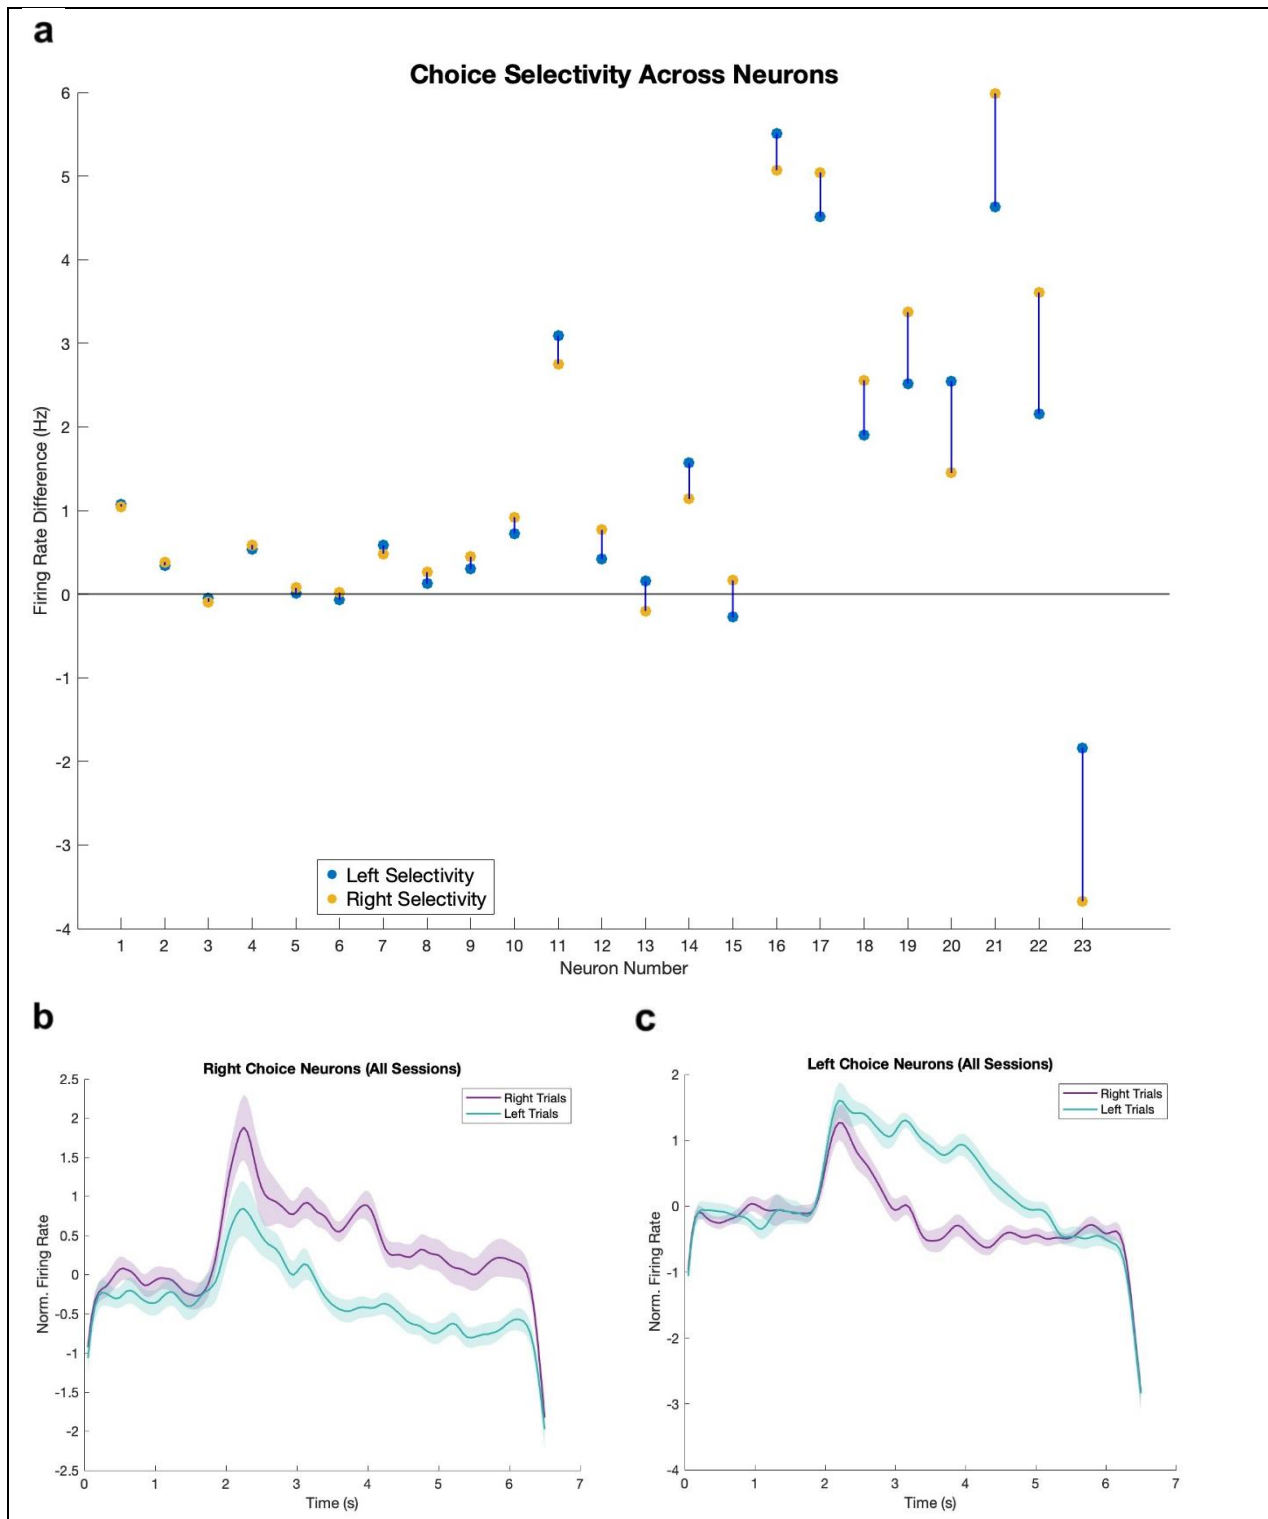 a
Choice Selectivity Across Neurons
6
5
4
3
2
1
0
-1
-2
-3
-4
Firing Rate Difference (Hz)
Left Selectivity
Right Selectivity
1 2 3 4 5 6 7 8 9 10 11 12 13 14 15 16 17 18 19 20 21 22 23
Neuron Number
b
Right Choice Neurons (All Sessions)
2.5
2
1.5
1
0.5
0
-0.5
-1
-1.5
-2
-2.5
Norm. Firing Rate
Right Trials
Left Trials
0 1 2 3 4 5 6 7
Time (s)
c
Left Choice Neurons (All Sessions)
2
1
0
-1
-2
-3
-4
Norm. Firing Rate
Right Trials
Left Trials
0 1 2 3 4 5 6 7
Time (s)